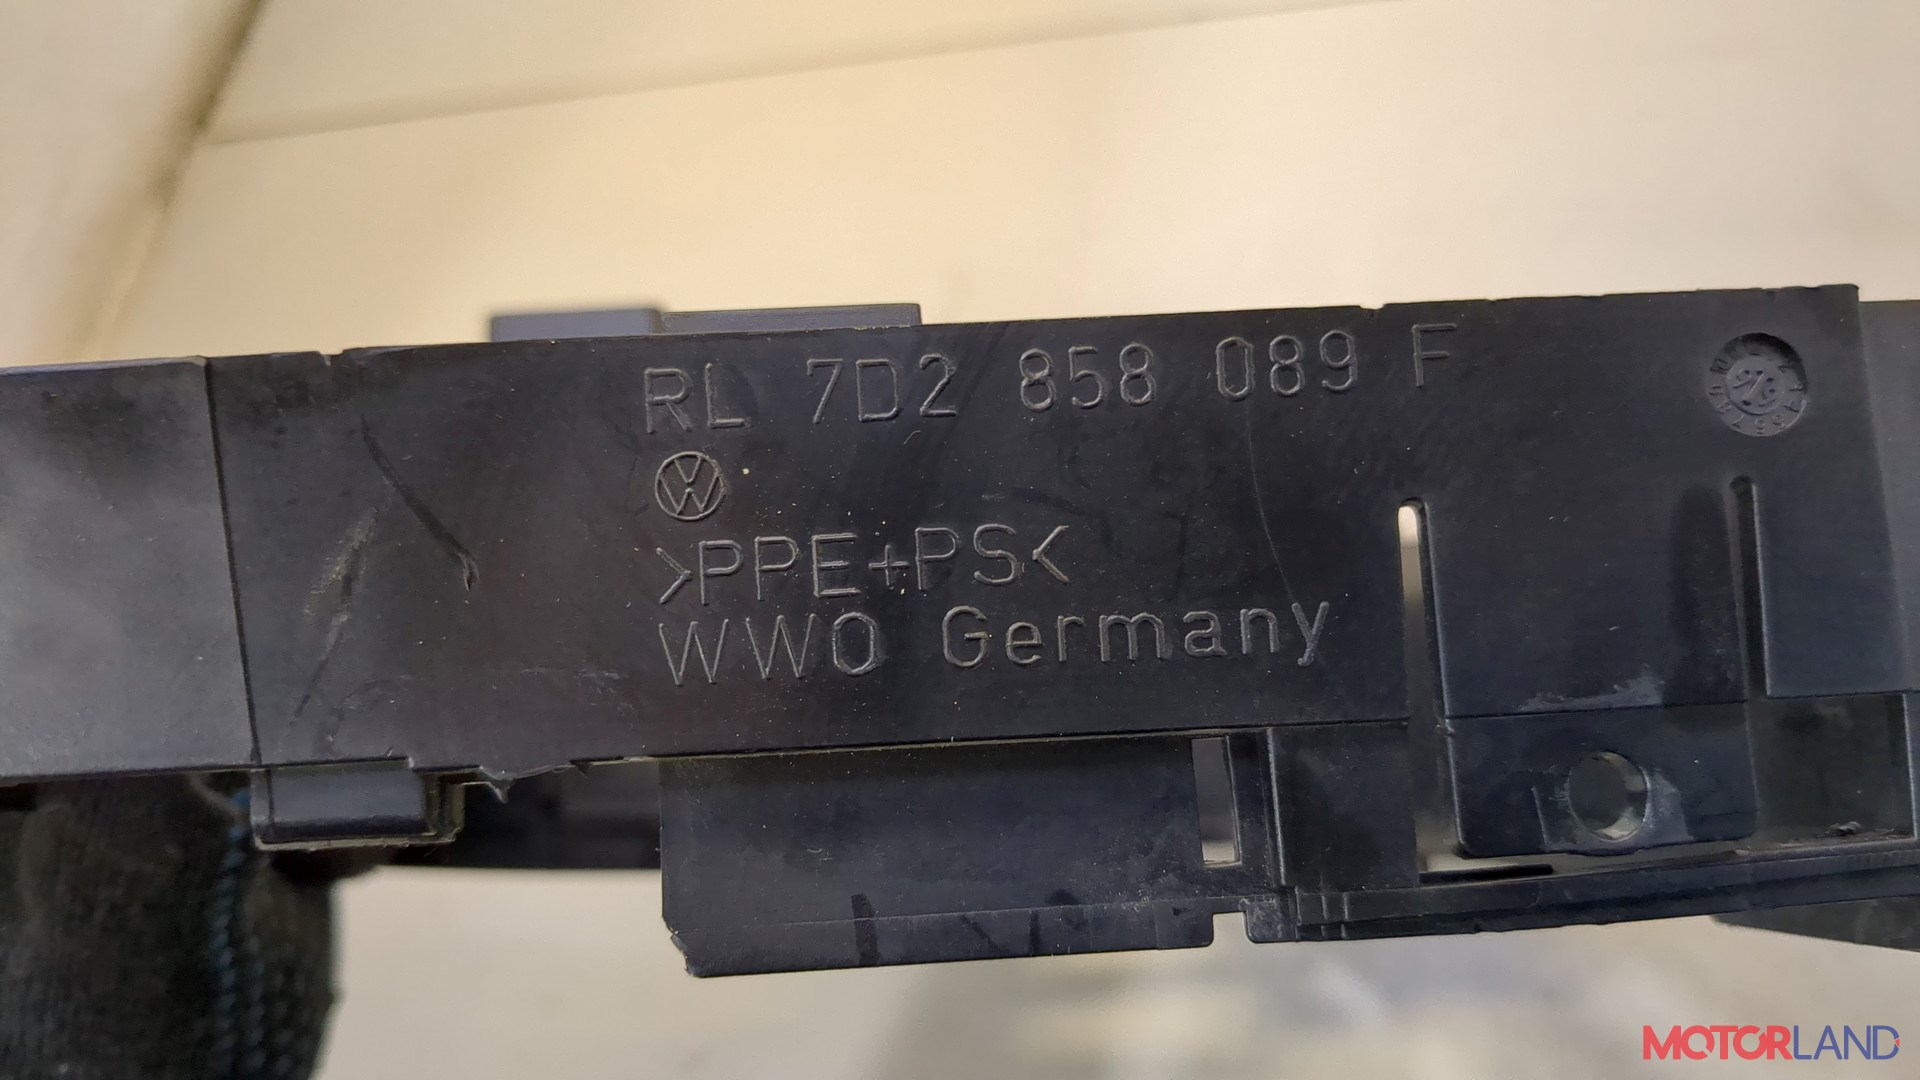 RL 7D2 858 089 F
>PPE+PS<
WWO Germany
MOTORLAND